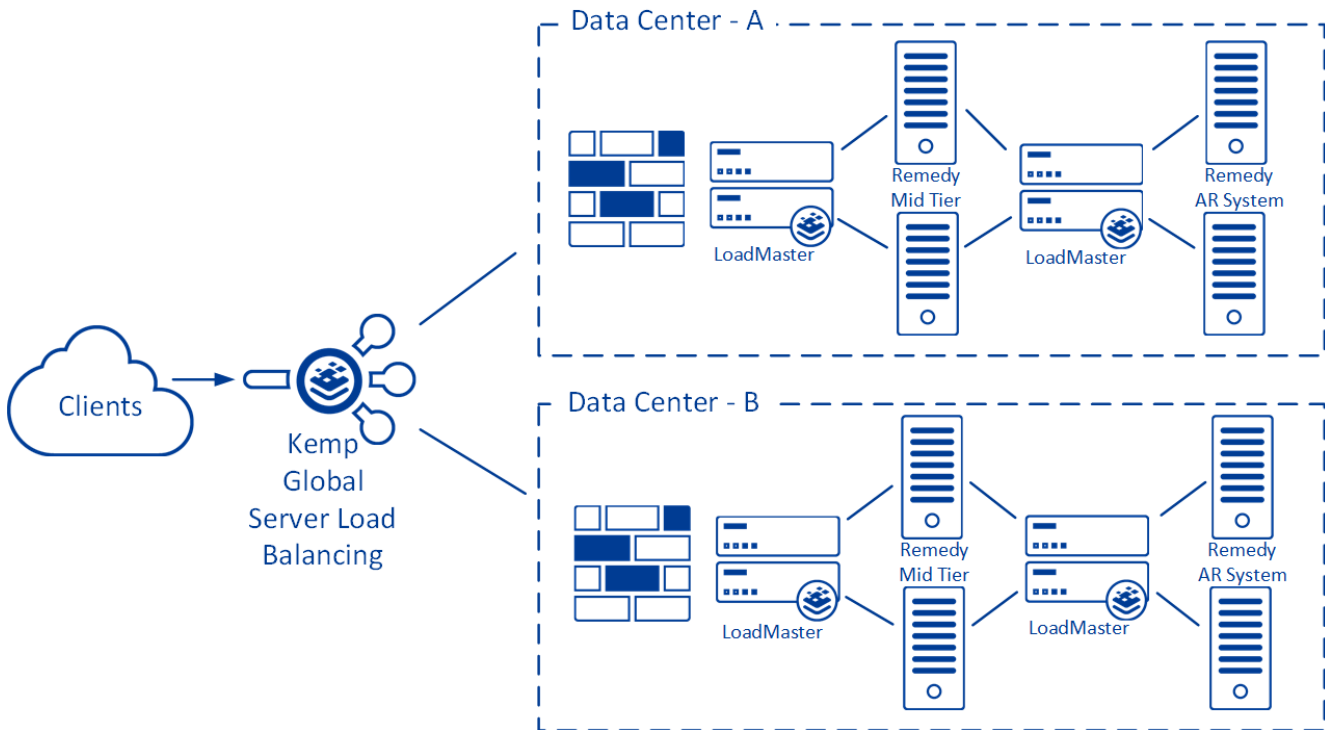 Data Center - A
Remedy
Mid Tier
LoadMaster
Remedy
AR System
LoadMaster
Clients
Kemp
Global
Server Load
Balancing
Data Center - B
Remedy
Mid Tier
LoadMaster
Remedy
AR System
LoadMaster